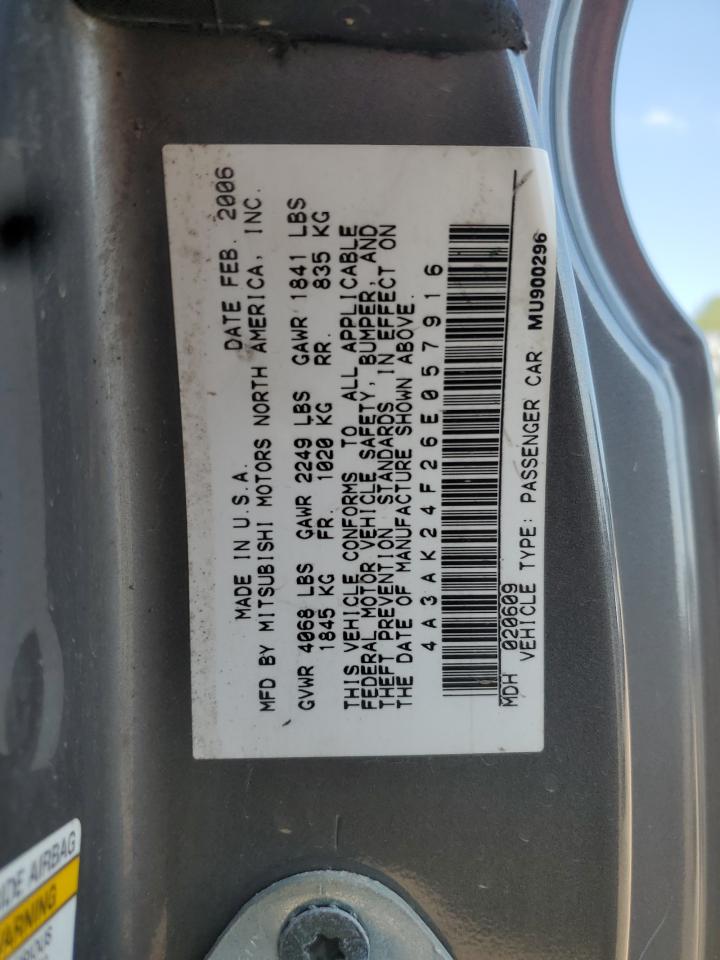 MADE IN U.S.A. DATE FEB. 2006
MFD BY MITSUBISHI MOTORS NORTH AMERICA, INC.
GVWR 4068 LBS GAWR 2249 LBS GAWR 1841 LBS
1845 KG FR. 1020 KG RR. 835 KG
THIS VEHICLE CONFORMS TO ALL APPLICABLE
FEDERAL MOTOR VEHICLE SAFETY, BUMPER, AND
THEFT PREVENTION STANDARDS IN EFFECT ON
THE DATE OF MANUFACTURE SHOWN ABOVE.
4A3AK24F26E057916
MDH 020609
VEHICLE TYPE: PASSENGER CAR MU900296
AIRBAG
WARNING